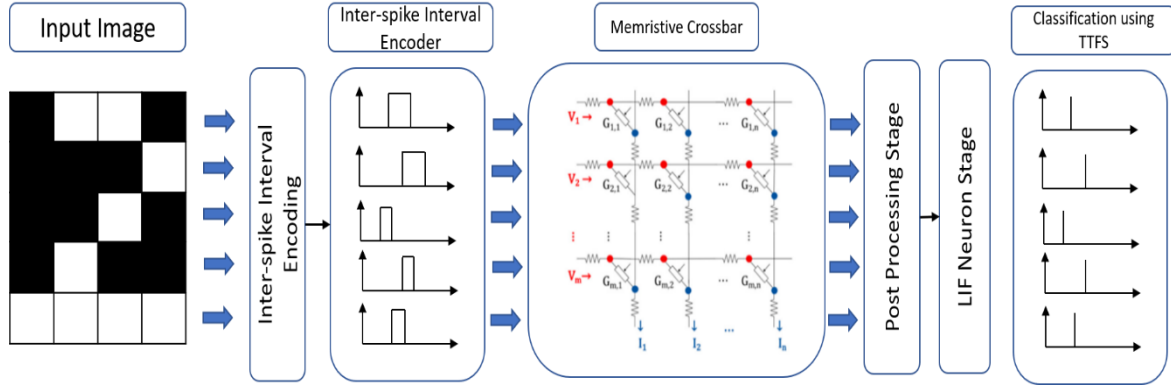 Input Image
Inter-spike Interval
Encoder
Memristive Crossbar
Classification using
TTFS
Inter-spike Interval
Encoding
V1→ G1,1 G1,2 ... G1,n
V2→ G2,1 G2,2 ... G2,n
⋮ ⋮ ⋮ ⋮
Vm→ Gm,1 Gm,2 ... Gm,n
I1 I2 ... In
Post Processing Stage
LIF Neuron Stage